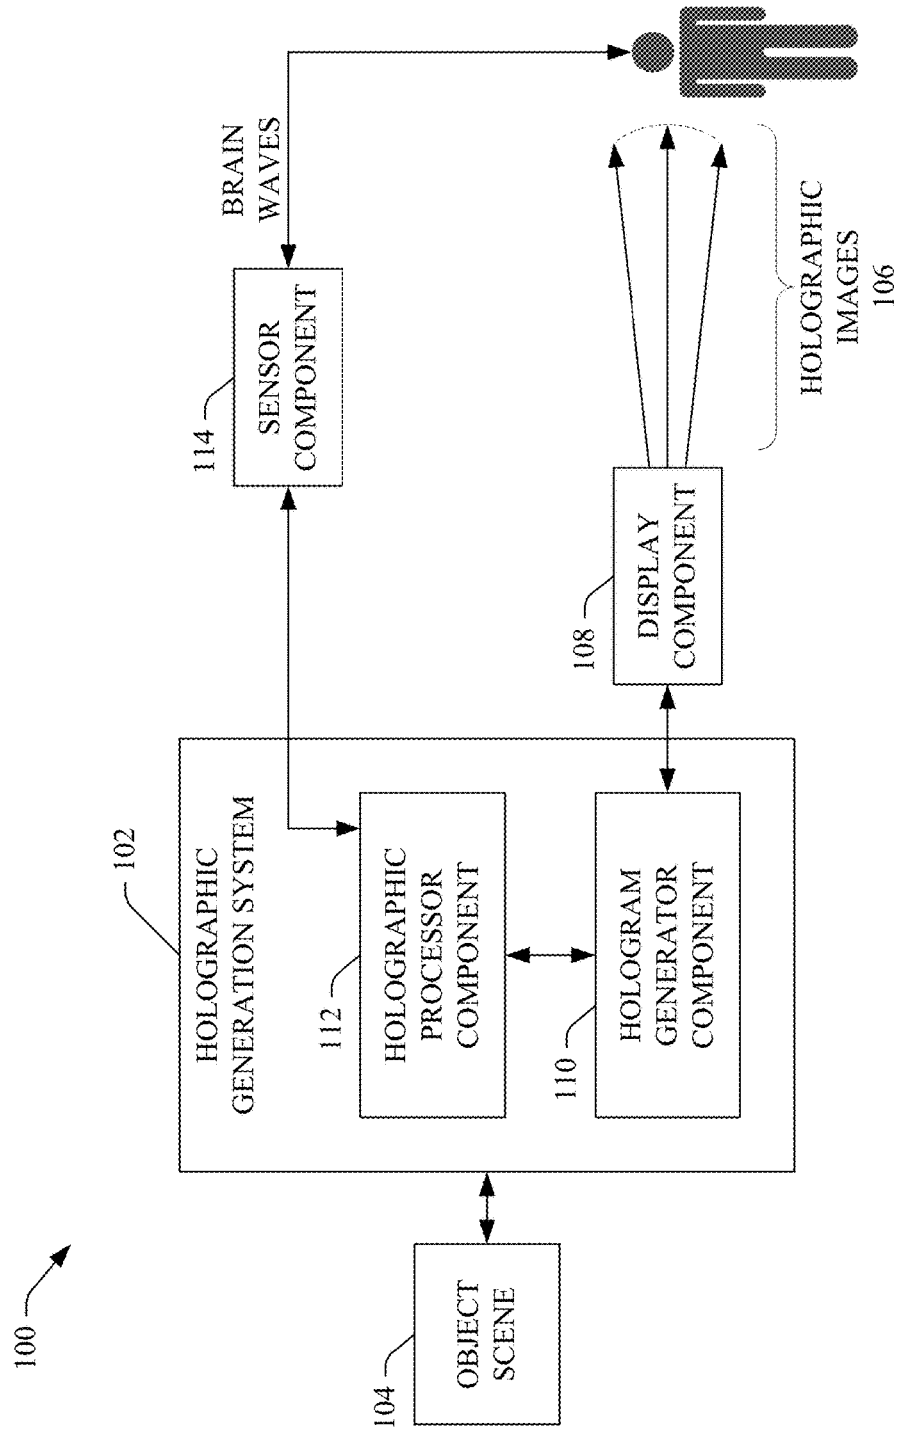 100
104
OBJECT
SCENE
102
HOLOGRAPHIC
GENERATION SYSTEM
112
HOLOGRAPHIC
PROCESSOR
COMPONENT
110
HOLOGRAM
GENERATOR
COMPONENT
114
SENSOR
COMPONENT
BRAIN
WAVES
108
DISPLAY
COMPONENT
HOLOGRAPHIC
IMAGES
106